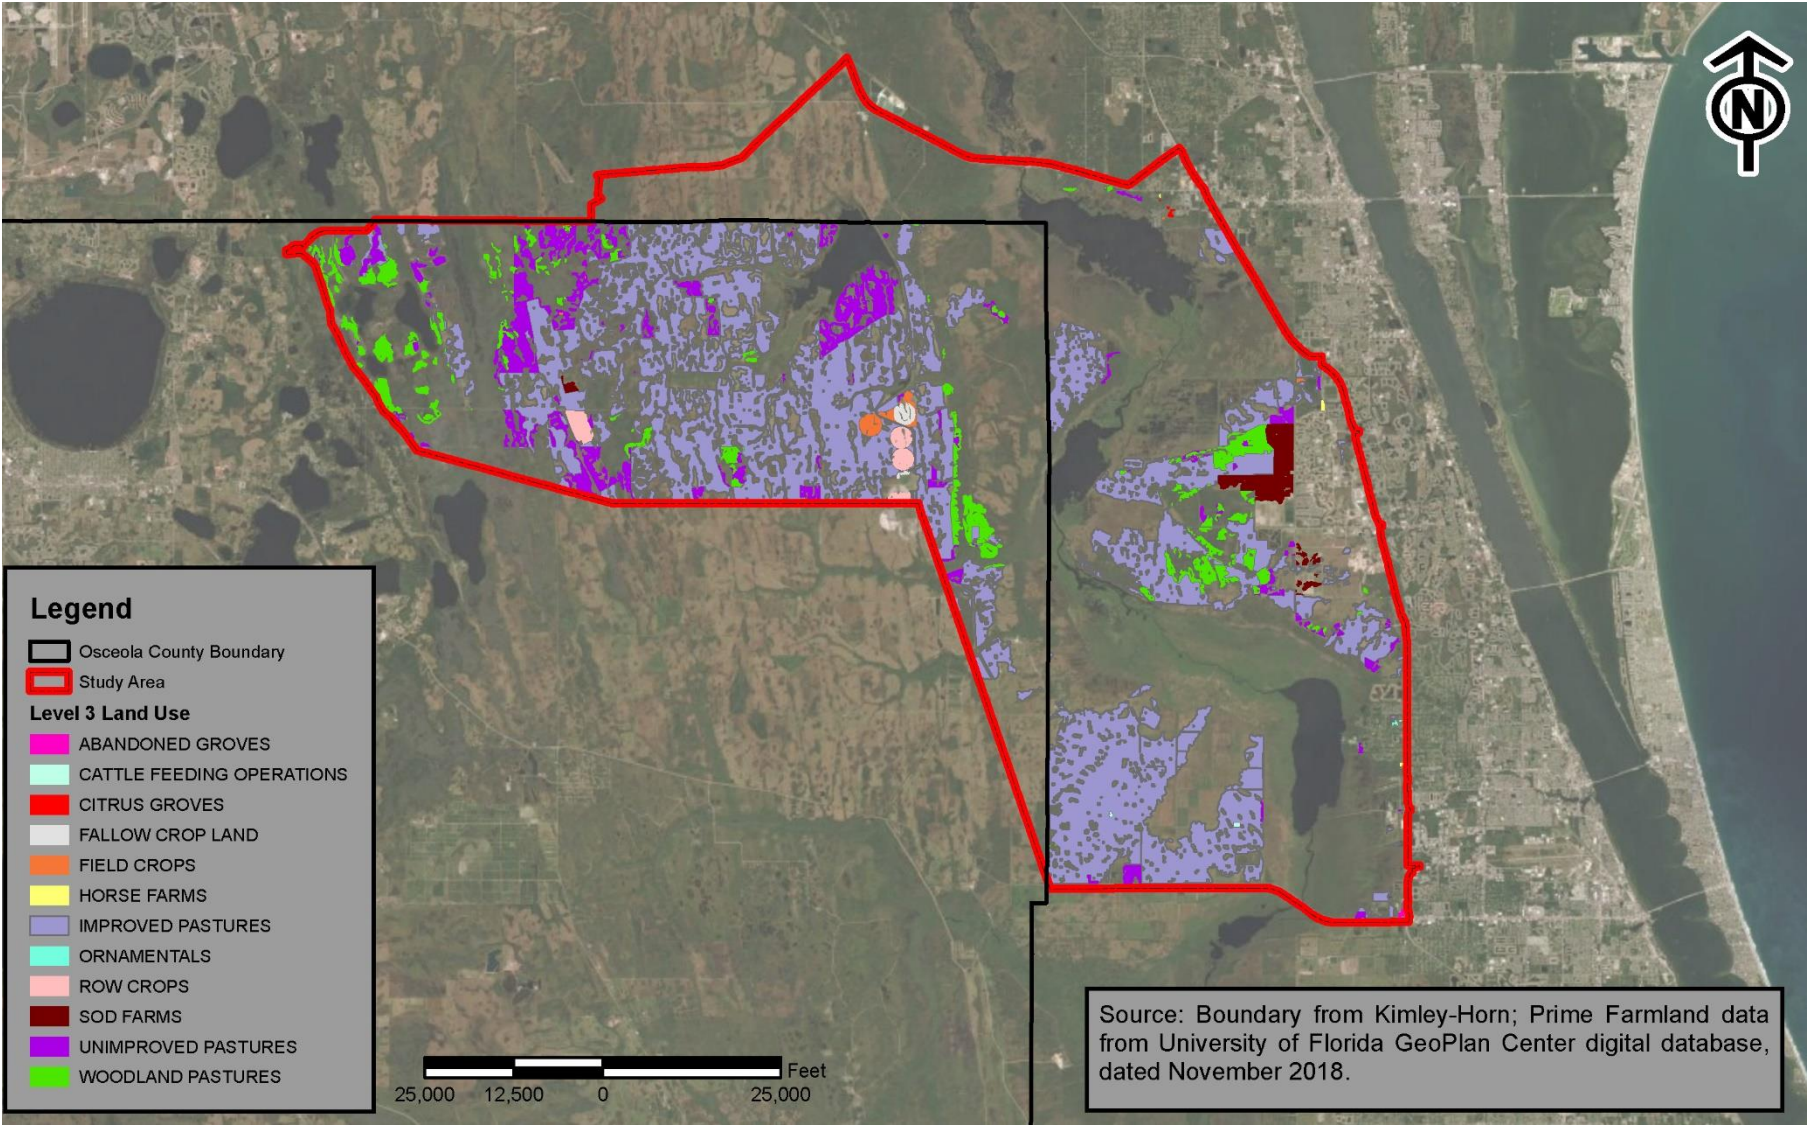 N
Legend
Osceola County Boundary
Study Area
Level 3 Land Use
ABANDONED GROVES
CATTLE FEEDING OPERATIONS
CITRUS GROVES
FALLOW CROP LAND
FIELD CROPS
HORSE FARMS
IMPROVED PASTURES
ORNAMENTALS
ROW CROPS
SOD FARMS
UNIMPROVED PASTURES
WOODLAND PASTURES
Feet
25,000 12,500 0 25,000
Source: Boundary from Kimley-Horn; Prime Farmland data
from University of Florida GeoPlan Center digital database,
dated November 2018.